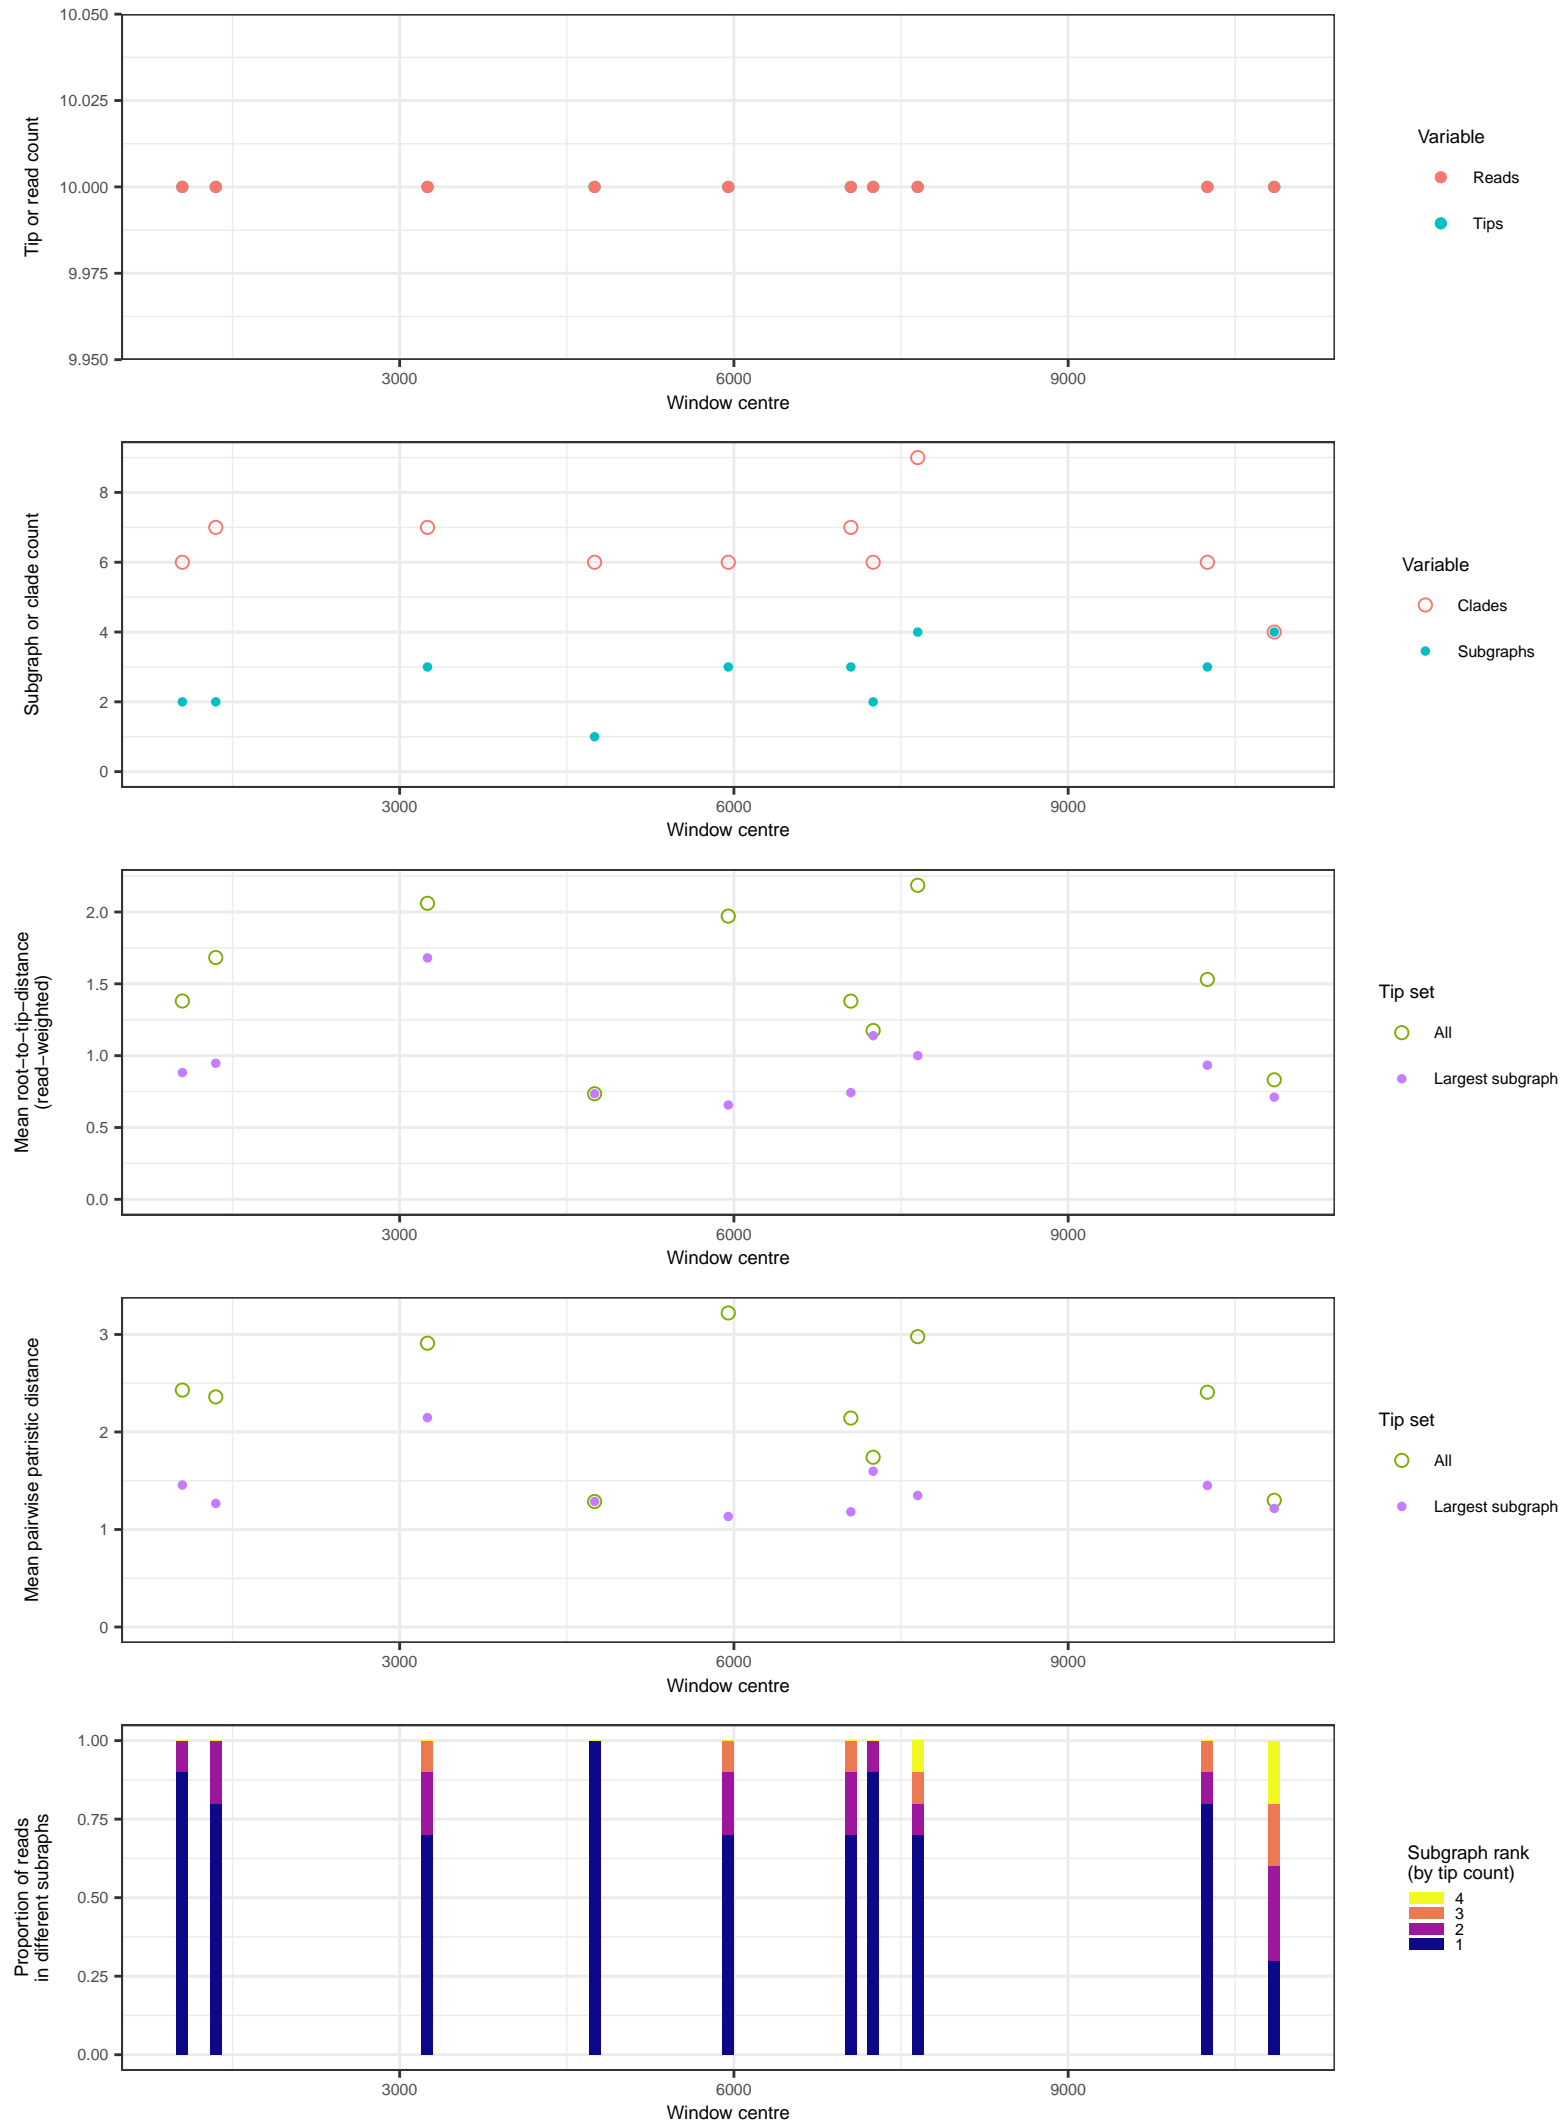 10.050
10.025
10.000
9.975
9.950
Tip or read count
3000
6000
9000
Window centre
Variable
Reads
Tips
8
6
4
2
0
Subgraph or clade count
3000
6000
9000
Window centre
Variable
Clades
Subgraphs
2.0
1.5
1.0
0.5
0.0
Mean root−to−tip−distance
(read−weighted)
3000
6000
9000
Window centre
Tip set
All
Largest subgraph
3
2
1
0
Mean pairwise patristic distance
3000
6000
9000
Window centre
Tip set
All
Largest subgraph
1.00
0.75
0.50
0.25
0.00
Proportion of reads
in different subraphs
3000
6000
9000
Window centre
Subgraph rank
(by tip count)
4
3
2
1